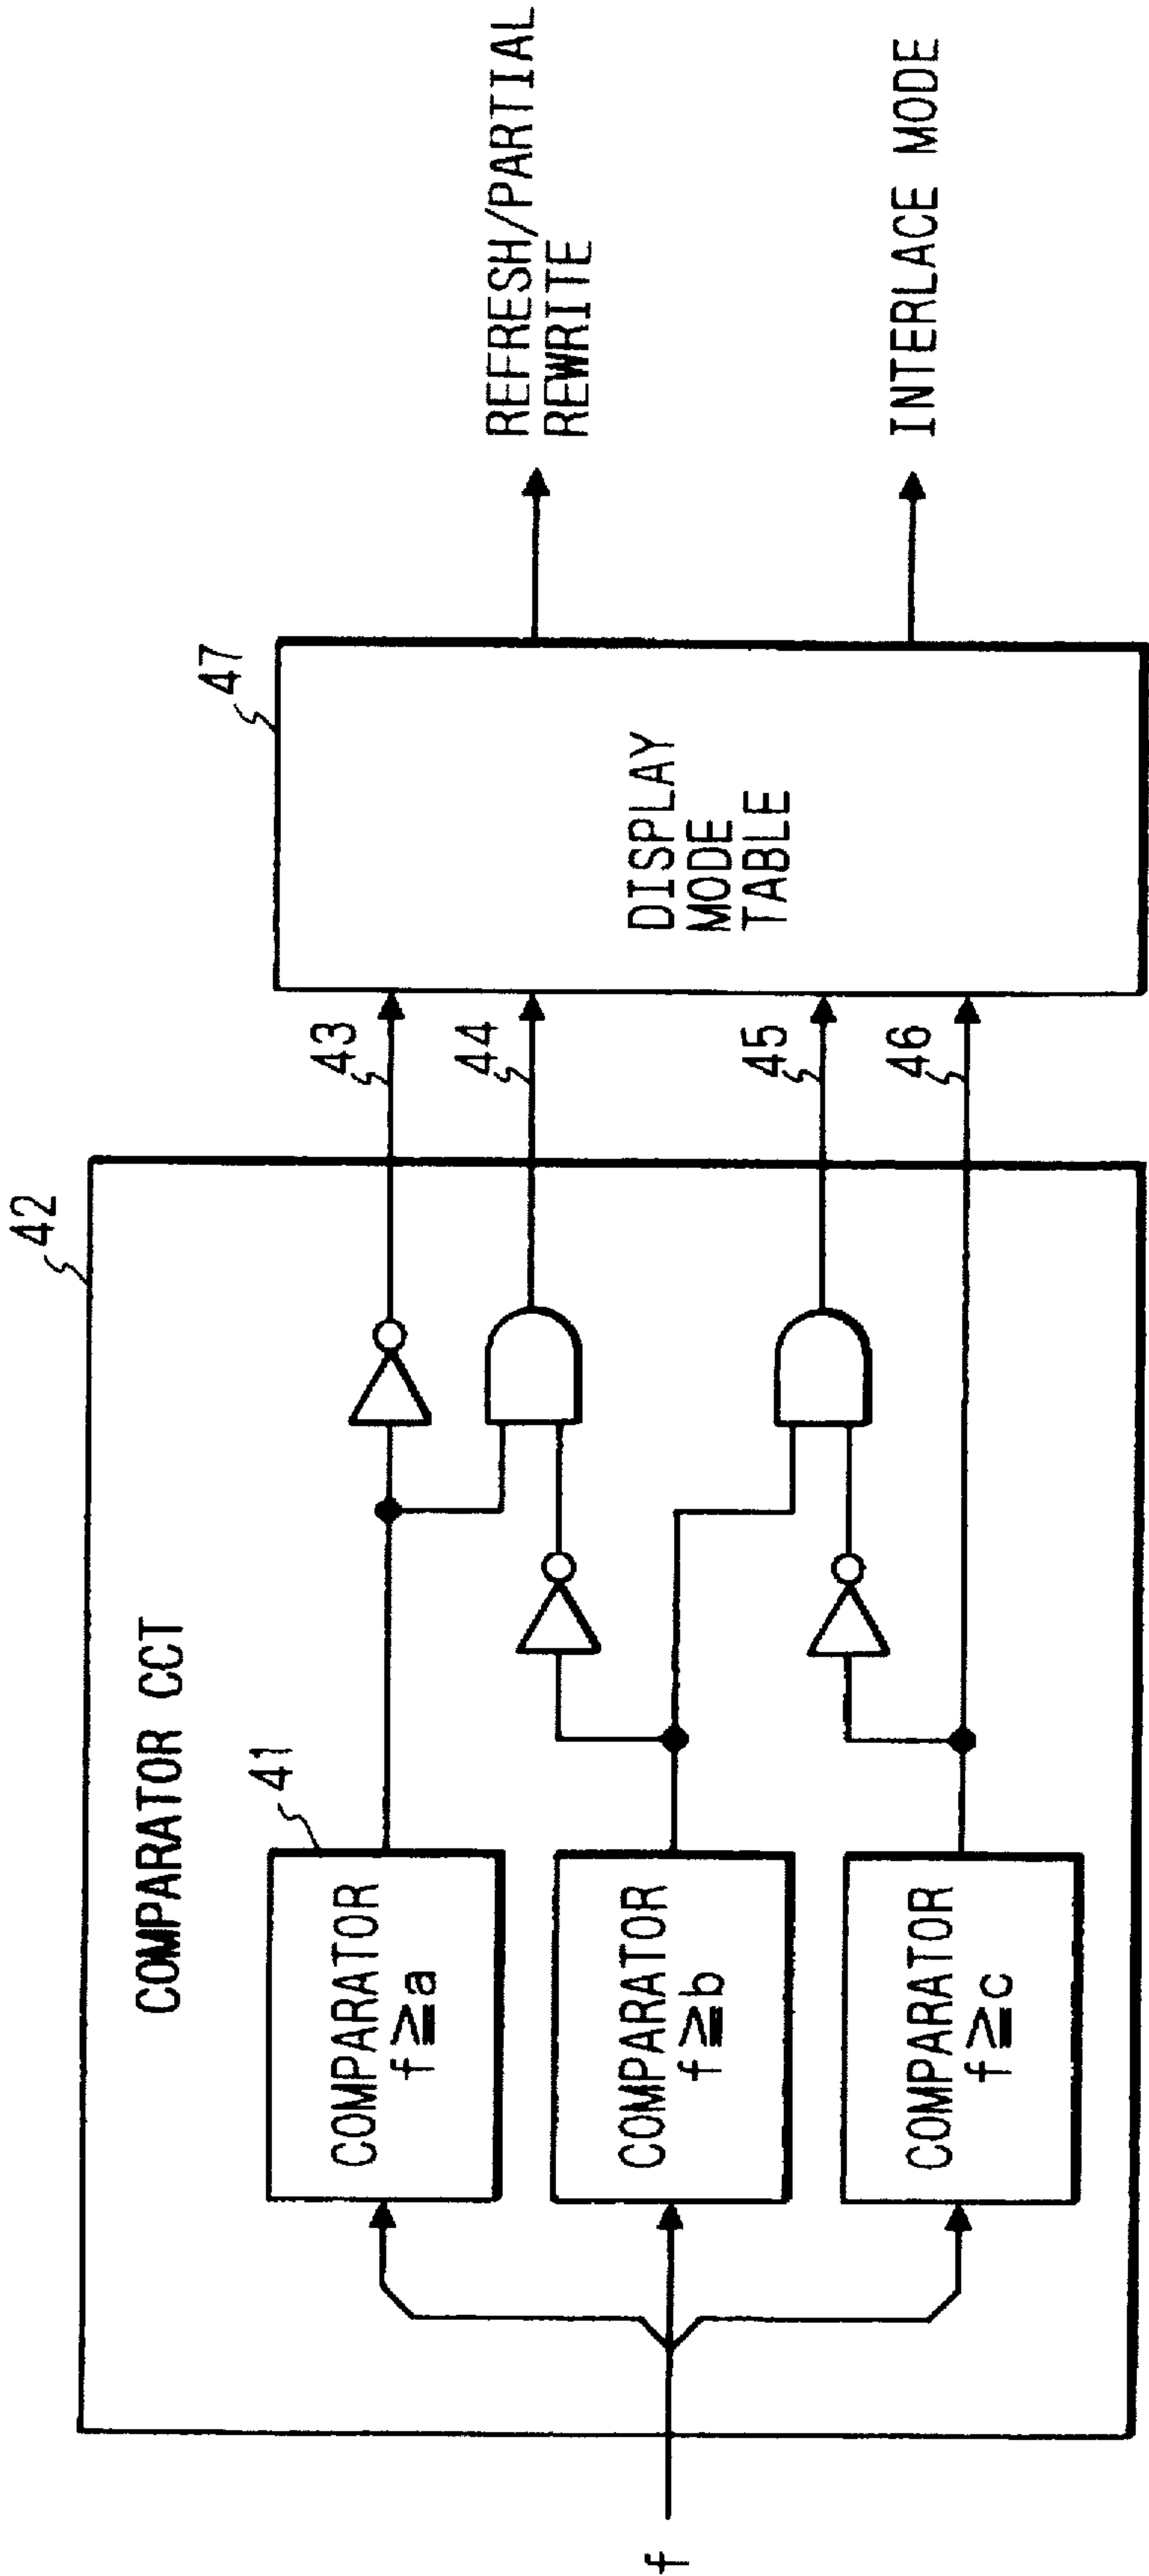 42
COMPARATOR CCT
41
COMPARATOR
f≧a
COMPARATOR
f≧b
COMPARATOR
f≧c
f
43
44
45
46
47
DISPLAY
MODE
TABLE
REFRESH/PARTIAL
REWRITE
INTERLACE MODE